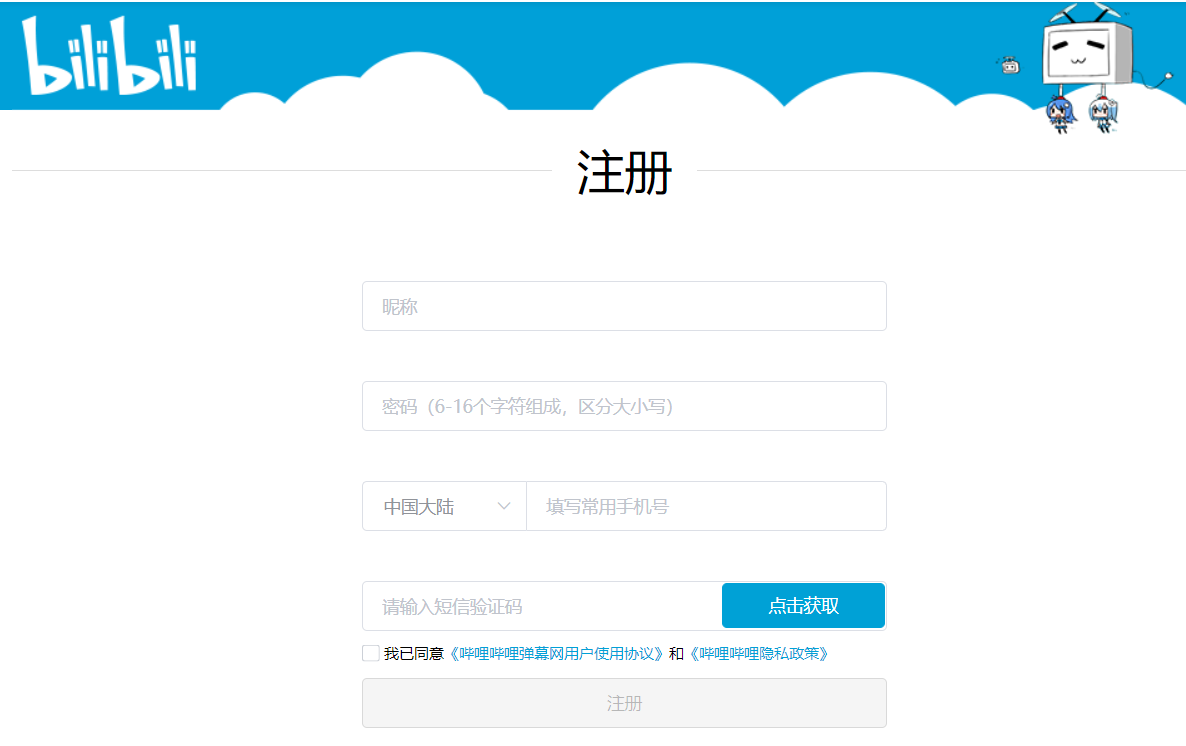 bilibili
注册
昵称
密码（6-16个字符组成，区分大小写）
中国大陆 填写常用手机号
请输入短信验证码 点击获取
我已同意《哔哩哔哩弹幕网用户使用协议》和《哔哩哔哩隐私政策》
注册